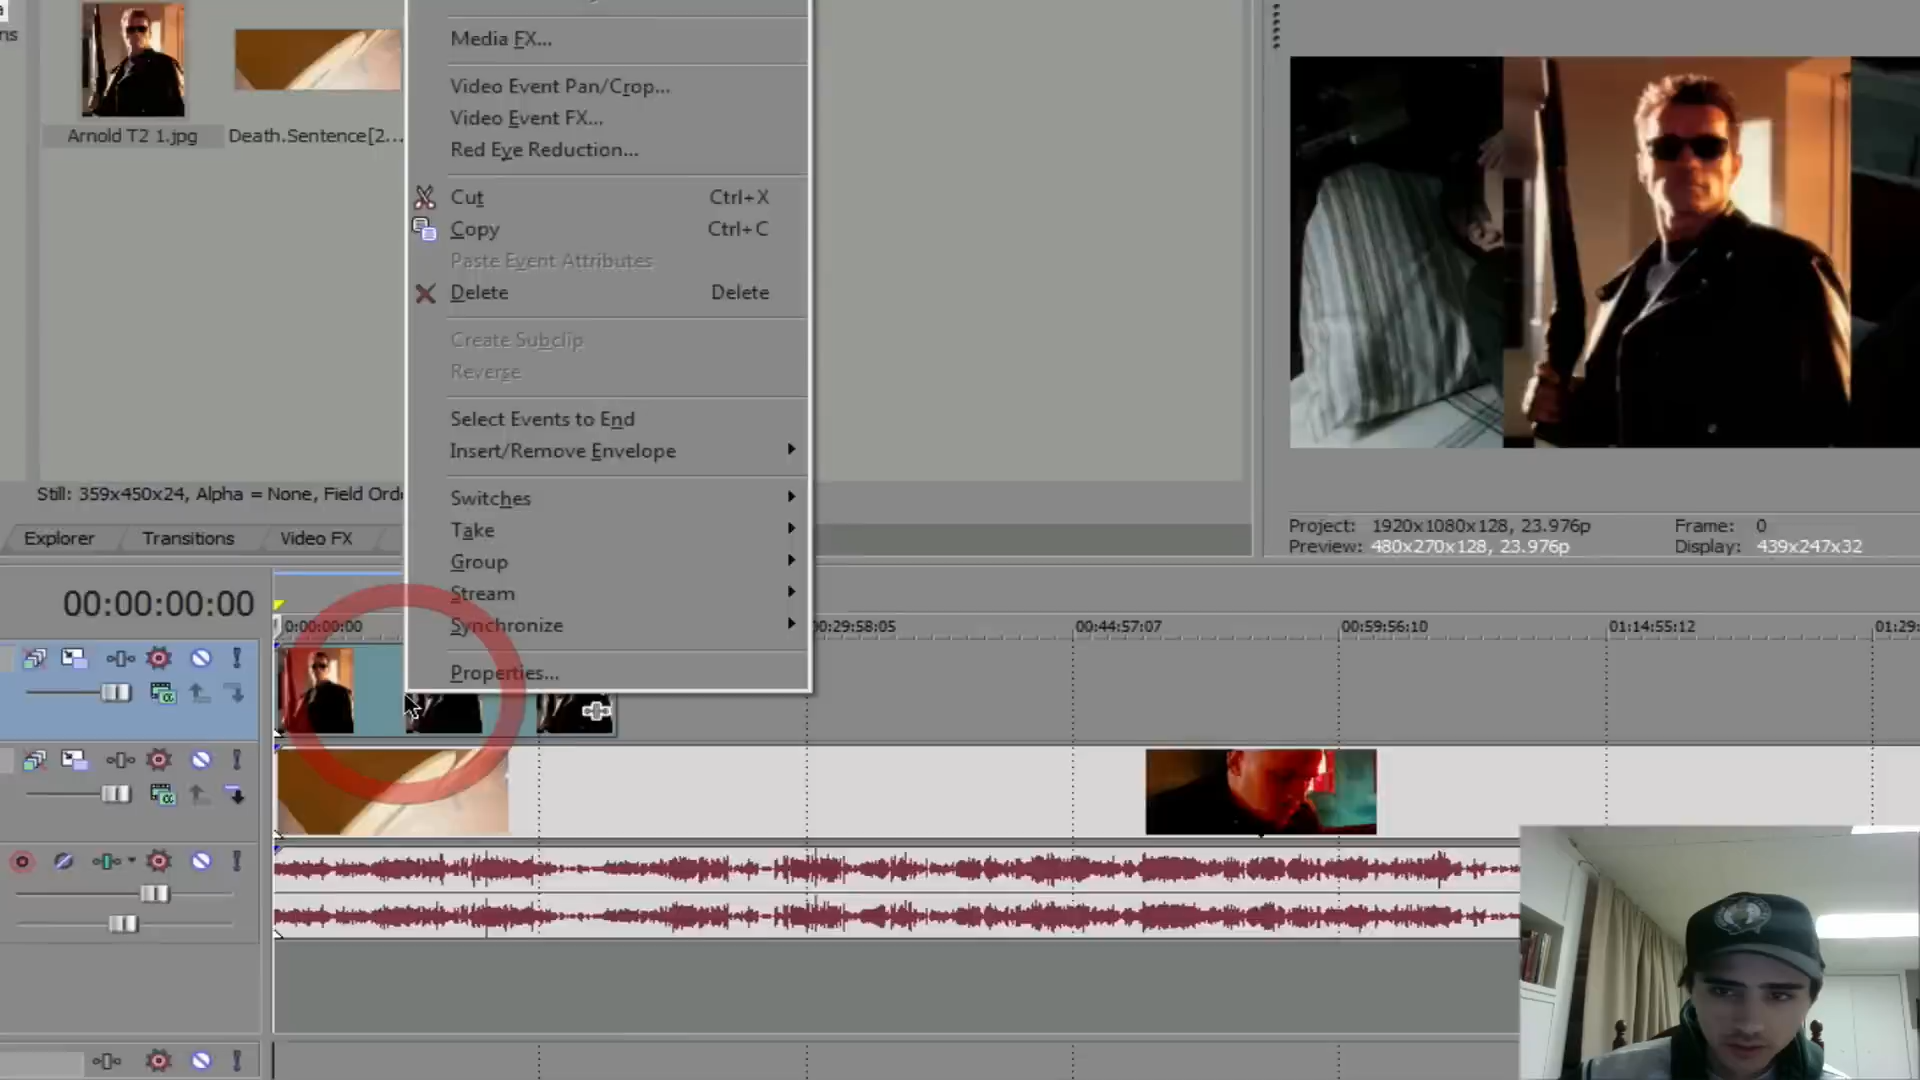 ns
Arnold T2 1.jpg
Death.Sentence[2...
Media FX...
Video Event Pan/Crop...
Video Event FX...
Red Eye Reduction...
Cut Ctrl+X
Copy Ctrl+C
Paste Event Attributes
Delete Delete
Create Subclip
Reverse
Select Events to End
Insert/Remove Envelope
Switches
Take
Group
Stream
Synchronize
Properties...
Still: 359x450x24, Alpha = None, Field Orde
Explorer
Transitions
Video FX
Project: 1920x1080x128, 23.976p
Frame: 0
Preview: 480x270x128, 23.976p
Display: 439x247x32
00:00:00:00
0:00:00:00
00:29:58:05
00:44:57:07
00:59:56:10
01:14:55:12
01:29: